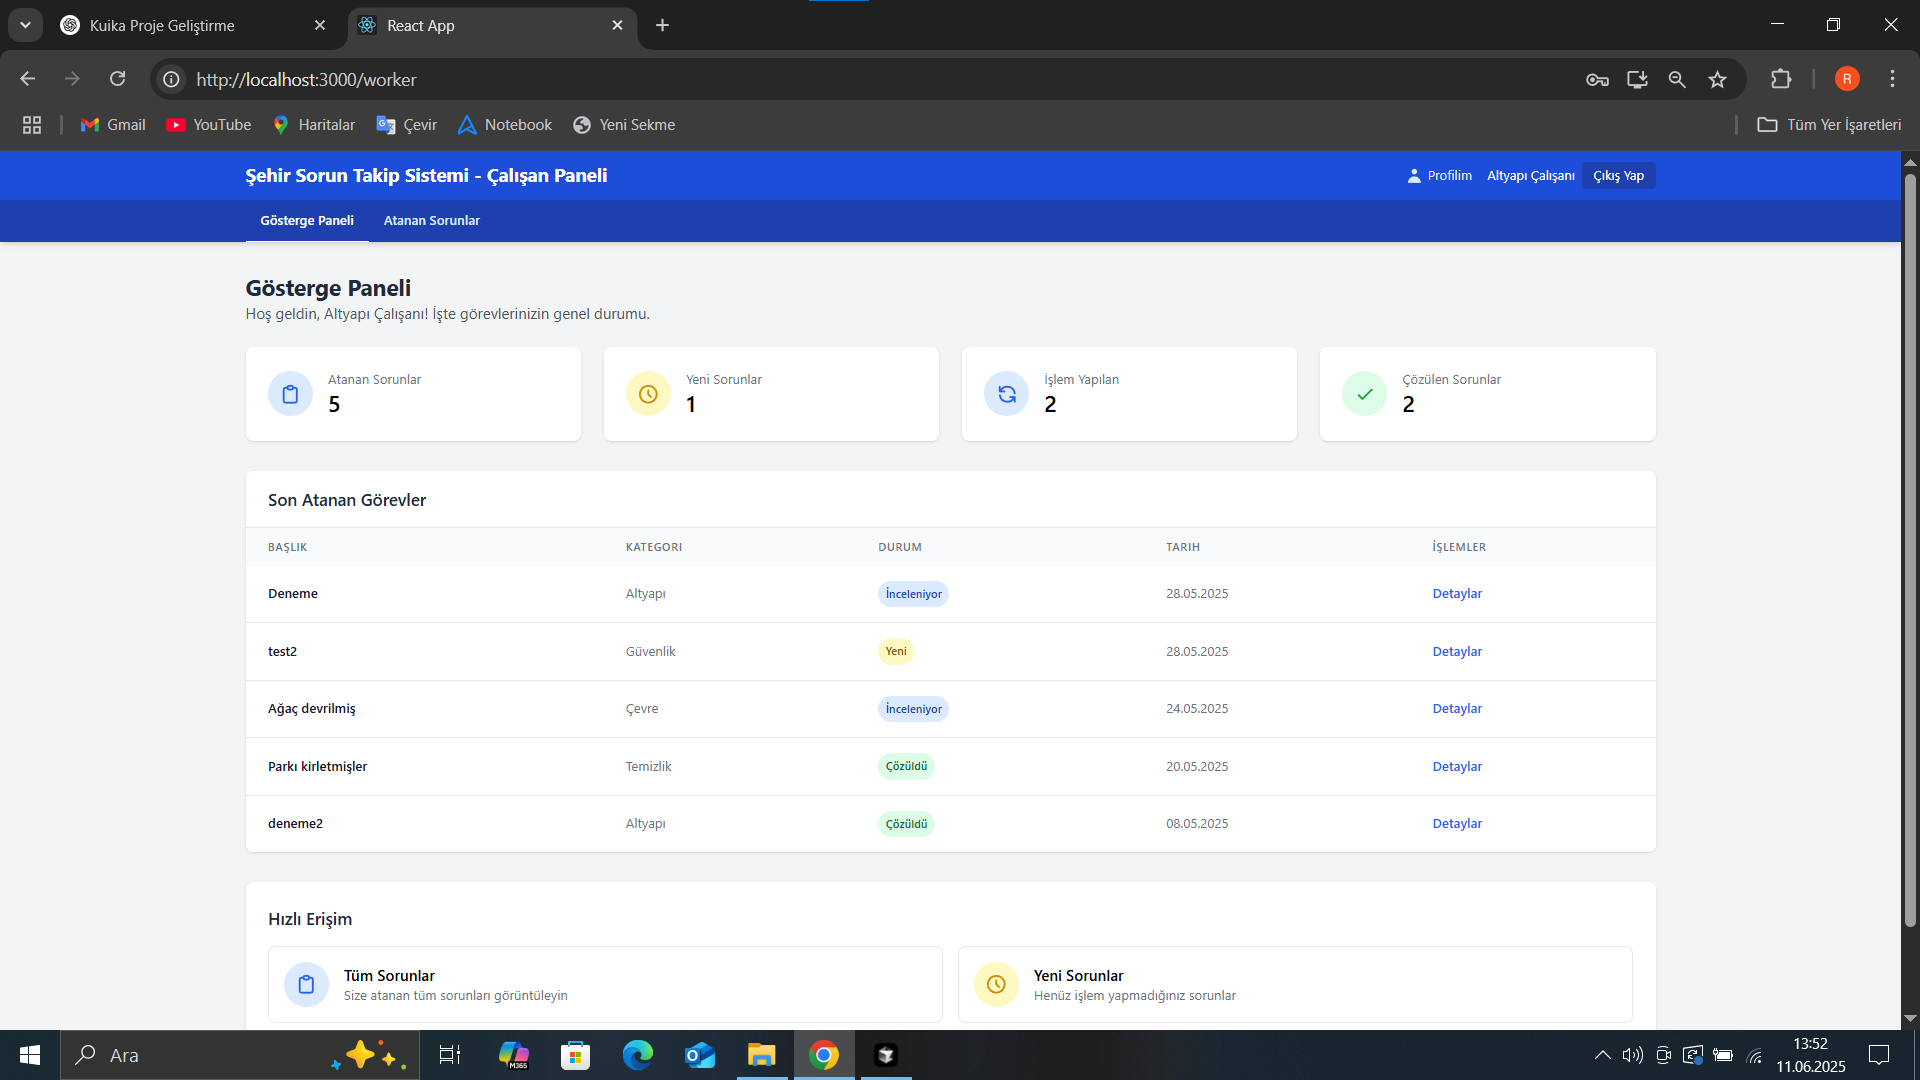 Kuika Proje Geliştirme
React App
http://localhost:3000/worker
R
Gmail
YouTube
Haritalar
Çevir
Notebook
Yeni Sekme
Tüm Yer İşaretleri
Şehir Sorun Takip Sistemi - Çalışan Paneli
Profilim
Altyapı Çalışanı
Çıkış Yap
Gösterge Paneli
Atanan Sorunlar
Gösterge Paneli
Hoş geldin, Altyapı Çalışanı! İşte görevlerinizin genel durumu.
Atanan Sorunlar
5
Yeni Sorunlar
1
İşlem Yapılan
2
Çözülen Sorunlar
2
Son Atanan Görevler
BAŞLIK KATEGORI DURUM TARIH İŞLEMLER
Deneme Altyapı İnceleniyor 28.05.2025 Detaylar
test2 Güvenlik Yeni 28.05.2025 Detaylar
Ağaç devrilmiş Çevre İnceleniyor 24.05.2025 Detaylar
Parkı kirletmişler Temizlik Çözüldü 20.05.2025 Detaylar
deneme2 Altyapı Çözüldü 08.05.2025 Detaylar
Hızlı Erişim
Tüm Sorunlar
Size atanan tüm sorunları görüntüleyin
Yeni Sorunlar
Henüz işlem yapmadığınız sorunlar
Ara
M365
13:52
11.06.2025